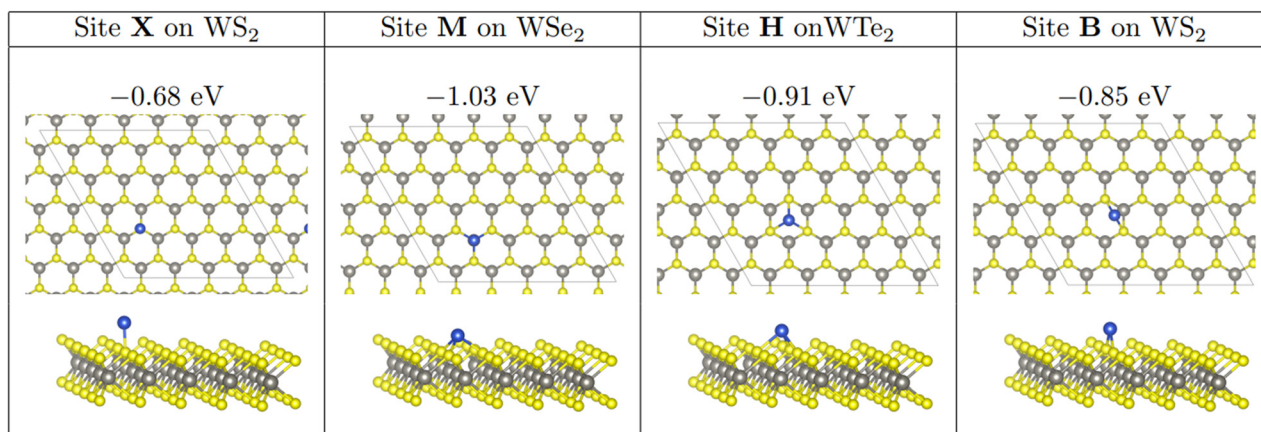 Site X on WS₂
Site M on WSe₂
Site H onWTe₂
Site B on WS₂
−0.68 eV
−1.03 eV
−0.91 eV
−0.85 eV